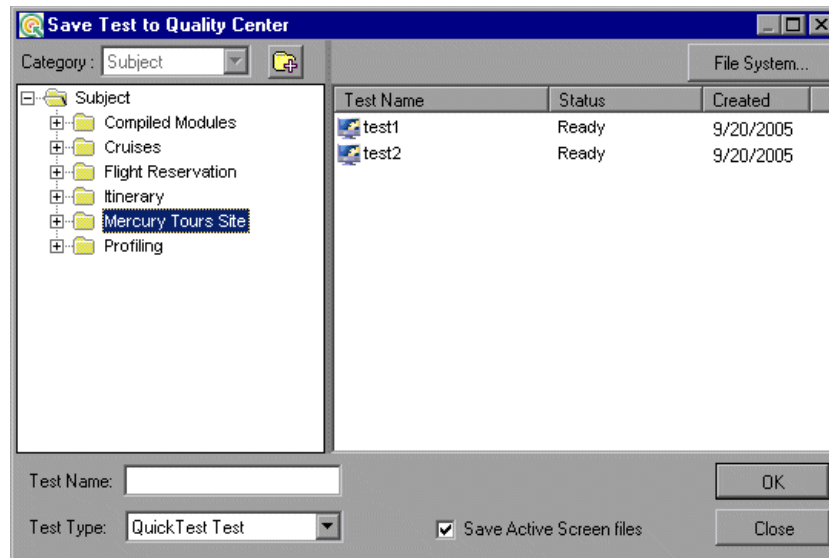 Save Test to Quality Center
Category : Subject
File System...
Subject
Compiled Modules
Cruises
Flight Reservation
Itinerary
Mercury Tours Site
Profiling
Test Name Status Created
test1 Ready 9/20/2005
test2 Ready 9/20/2005
Test Name:
OK
Test Type: QuickTest Test
Save Active Screen files
Close